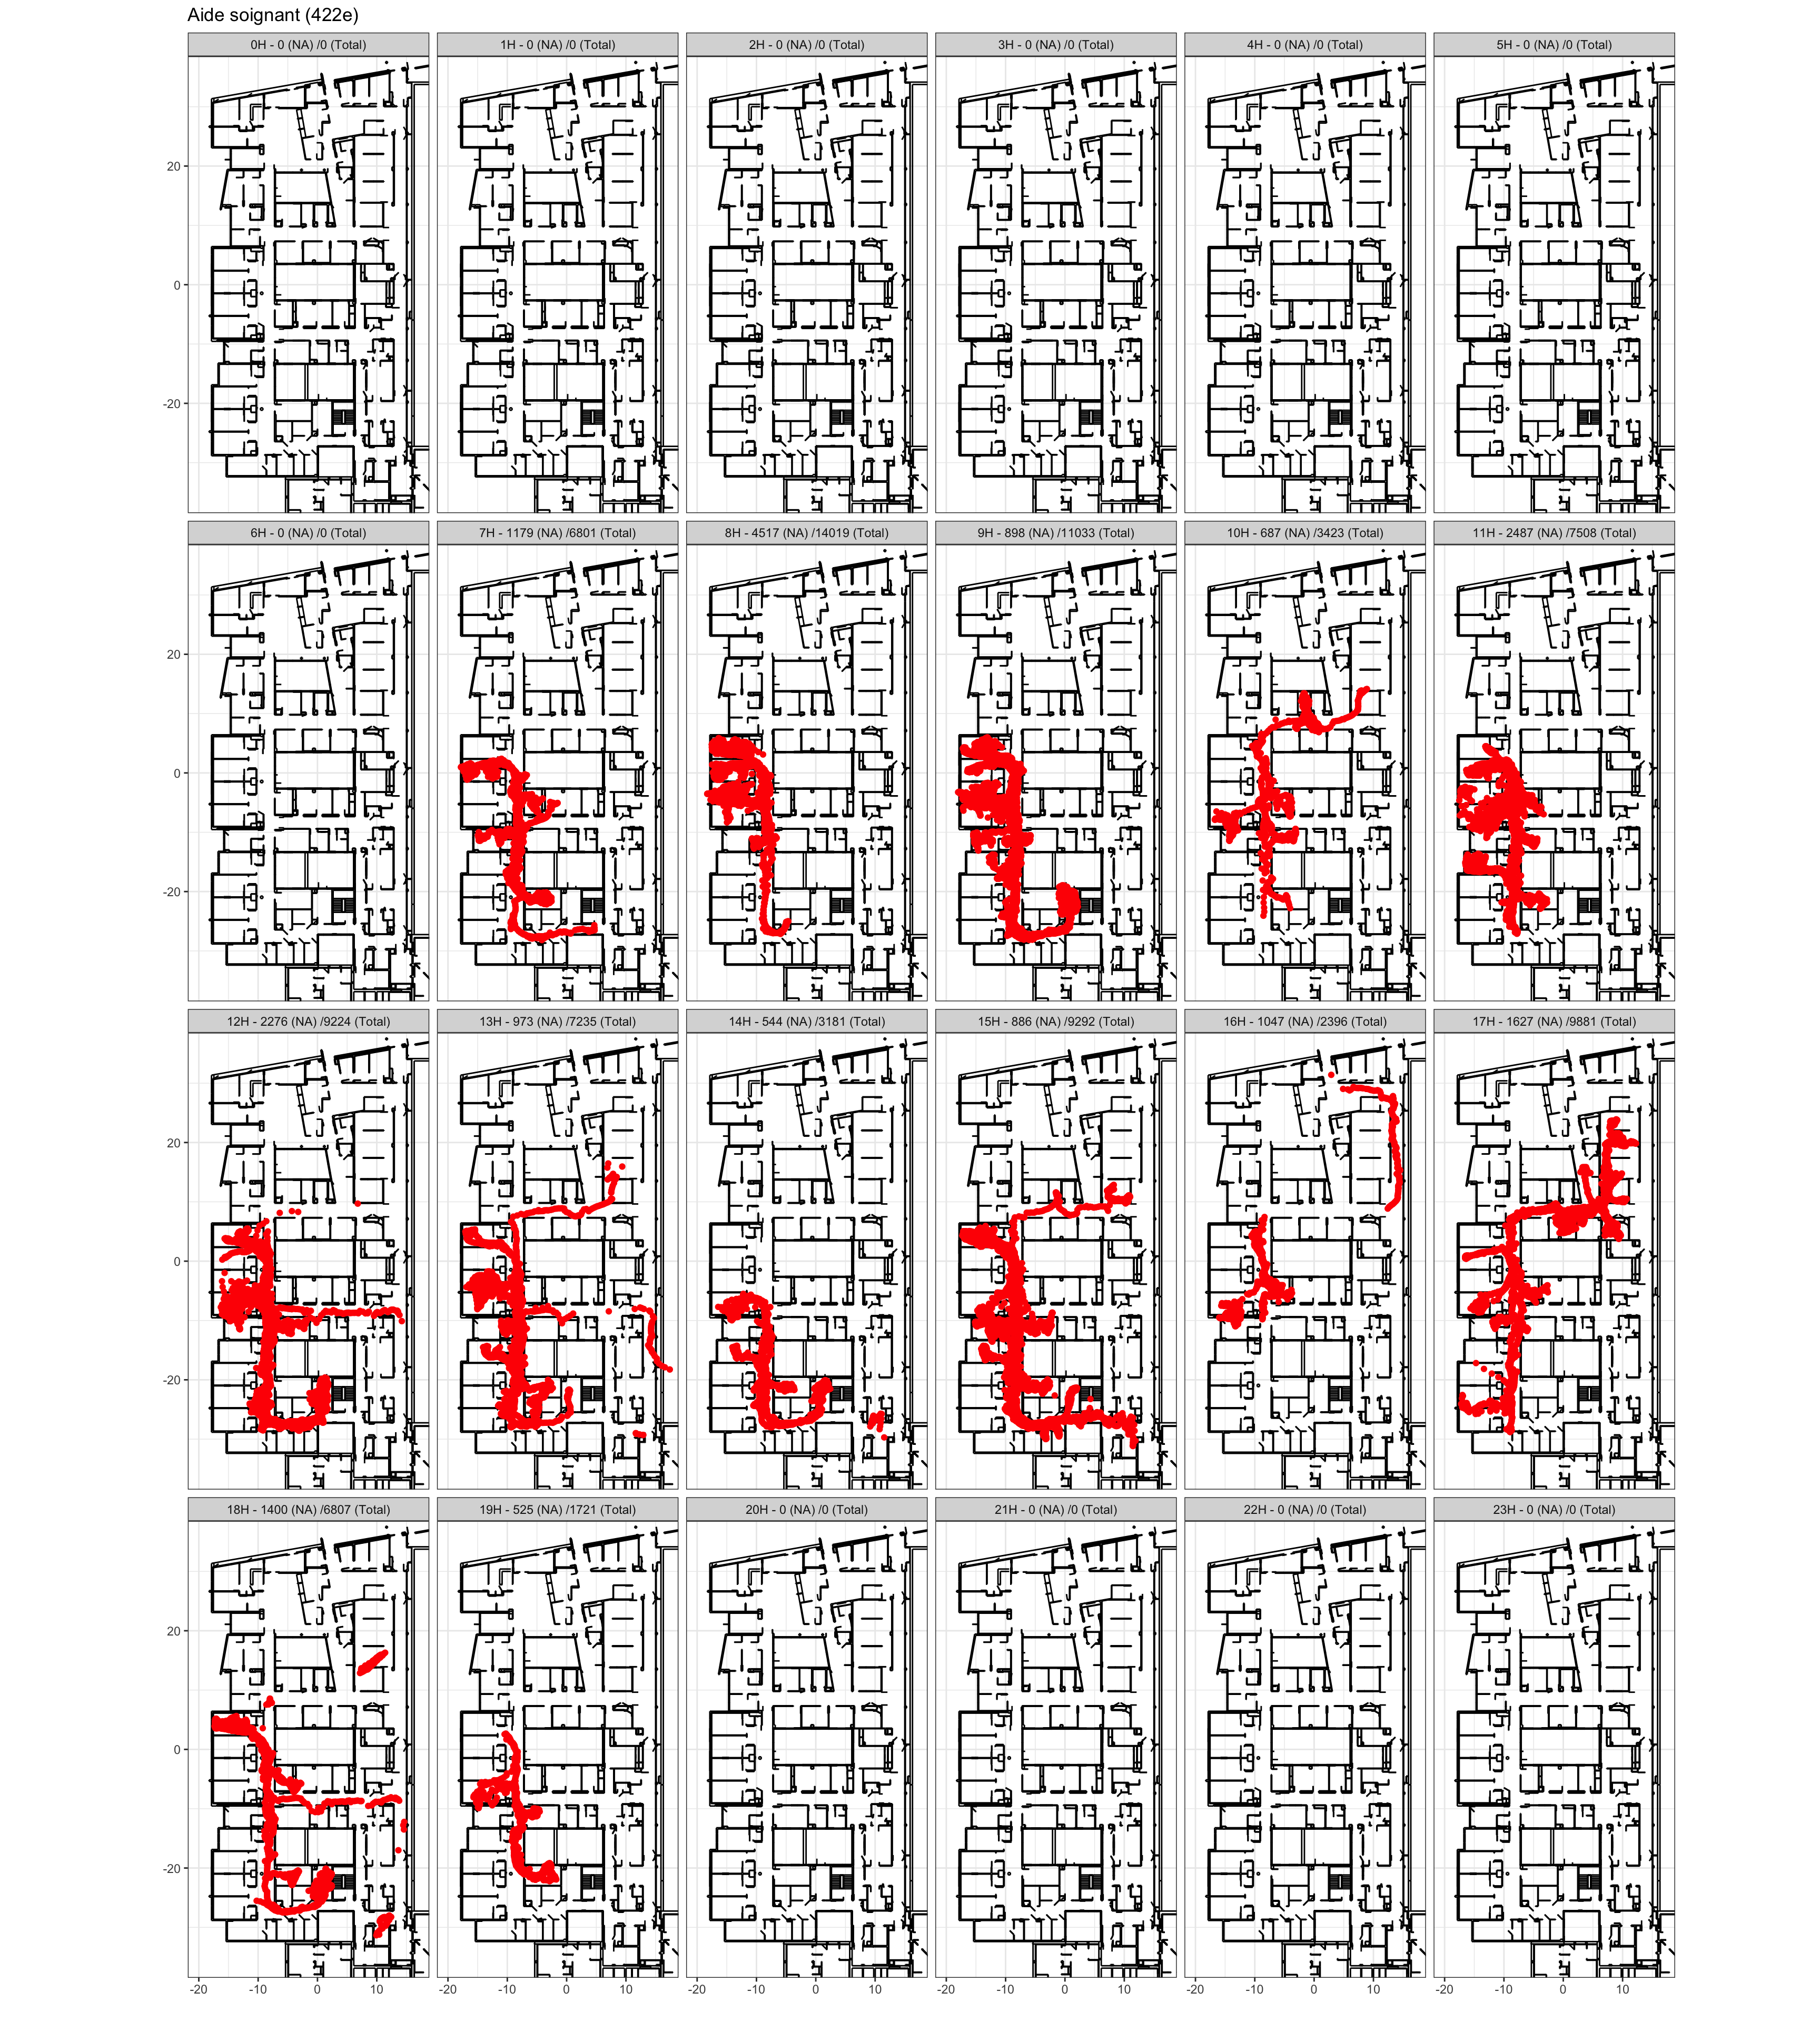 Aide soignant (422e)
0H - 0 (NA) /0 (Total)
1H - 0 (NA) /0 (Total)
2H - 0 (NA) /0 (Total)
3H - 0 (NA) /0 (Total)
4H - 0 (NA) /0 (Total)
5H - 0 (NA) /0 (Total)
20
0
-20
6H - 0 (NA) /0 (Total)
7H - 1179 (NA) /6801 (Total)
8H - 4517 (NA) /14019 (Total)
9H - 898 (NA) /11033 (Total)
10H - 687 (NA) /3423 (Total)
11H - 2487 (NA) /7508 (Total)
20
0
-20
12H - 2276 (NA) /9224 (Total)
13H - 973 (NA) /7235 (Total)
14H - 544 (NA) /3181 (Total)
15H - 886 (NA) /9292 (Total)
16H - 1047 (NA) /2396 (Total)
17H - 1627 (NA) /9881 (Total)
20
0
-20
18H - 1400 (NA) /6807 (Total)
19H - 525 (NA) /1721 (Total)
20H - 0 (NA) /0 (Total)
21H - 0 (NA) /0 (Total)
22H - 0 (NA) /0 (Total)
23H - 0 (NA) /0 (Total)
20
0
-20
-20 -10 0 10
-20 -10 0 10
-20 -10 0 10
-20 -10 0 10
-20 -10 0 10
-20 -10 0 10